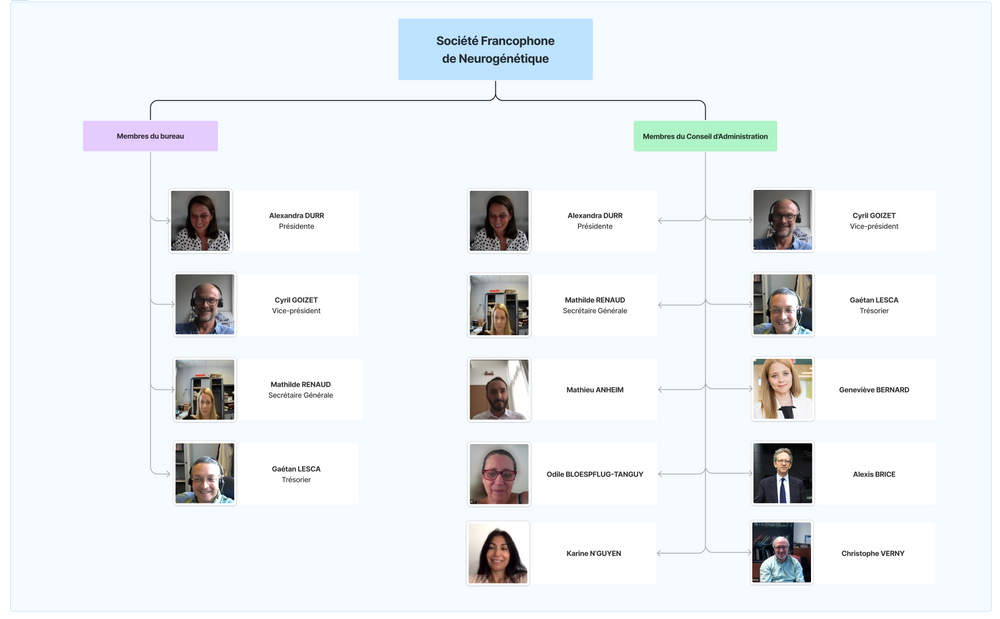 Société Francophone
de Neurogénétique
Membres du bureau
Membres du Conseil d'Administration
Alexandra DURR
Présidente
Cyril GOIZET
Vice-président
Mathilde RENAUD
Secrétaire Générale
Gaétan LESCA
Trésorier
Alexandra DURR
Présidente
Cyril GOIZET
Vice-président
Mathilde RENAUD
Secrétaire Générale
Gaétan LESCA
Trésorier
Mathieu ANHEIM
Geneviève BERNARD
Odile BLOESPFLUG-TANGUY
Alexis BRICE
Karine N'GUYEN
Christophe VERNY